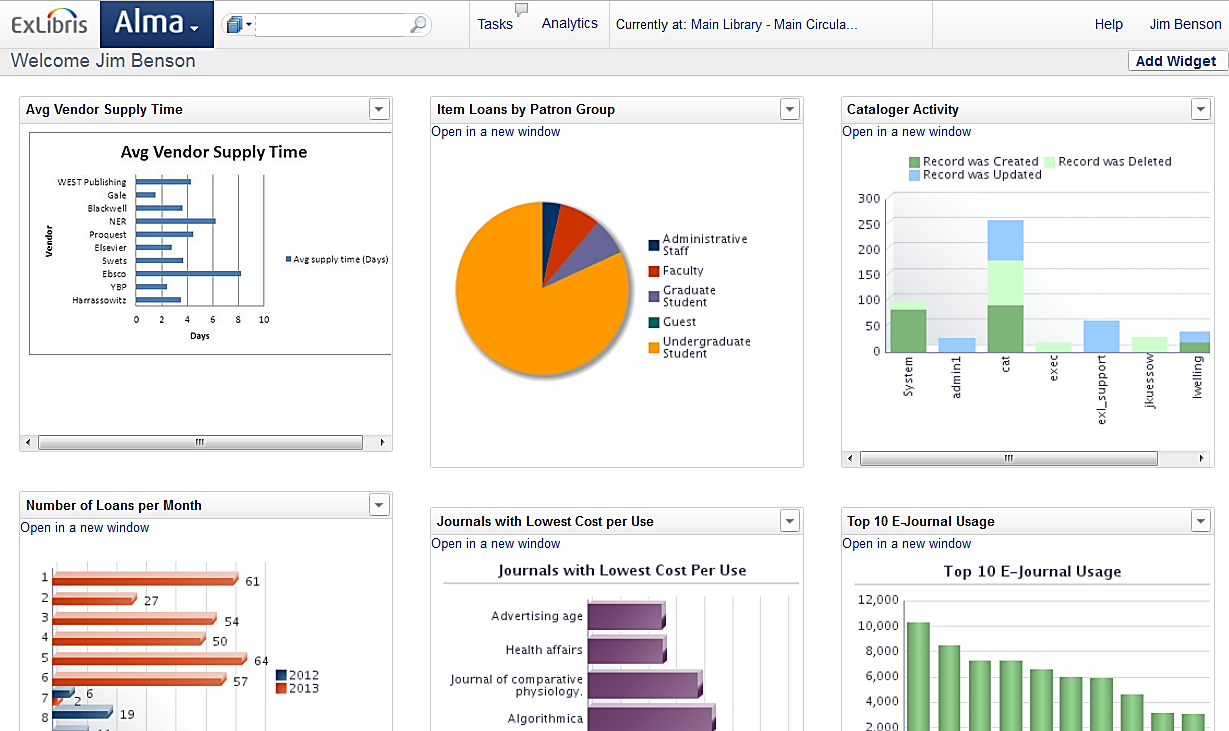 ExLibris Alma Tasks Analytics Currently at: Main Library - Main Circula... Help Jim Benson
Welcome Jim Benson
Add Widget
Avg Vendor Supply Time
Avg Vendor Supply Time
Vendor
WEST Publishing
Gale
Blackwell
NER
Proquest
Elsevier
Swets
Ebsco
YBP
Harrassowitz
0 2 4 6 8 10
Days
Avg supply time (Days)
Item Loans by Patron Group
Open in a new window
Administrative
Staff
Faculty
Graduate
Student
Guest
Undergraduate
Student
Cataloger Activity
Open in a new window
Record was Created Record was Deleted
Record was Updated
300
250
200
150
100
50
0
System admin1 cat exec exl_support jkuessow lwelling
Number of Loans per Month
Open in a new window
1 61
2 27
3 54
4 50
5 64
6 57
7 6
2
8 19
2012
2013
Journals with Lowest Cost per Use
Open in a new window
Journals with Lowest Cost Per Use
Advertising age
Health affairs
Journal of comparative
physiology.
Algorithmica
Top 10 E-Journal Usage
Open in a new window
Top 10 E-Journal Usage
12,000
10,000
8,000
6,000
4,000
2,000